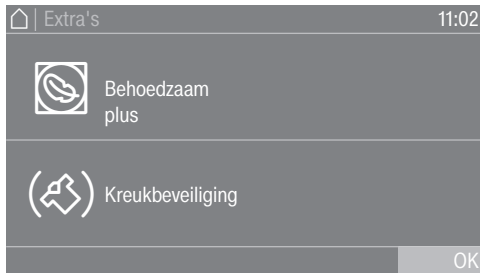 Extra's 11:02
Behoedzaam
plus
Kreukbeveiliging
OK